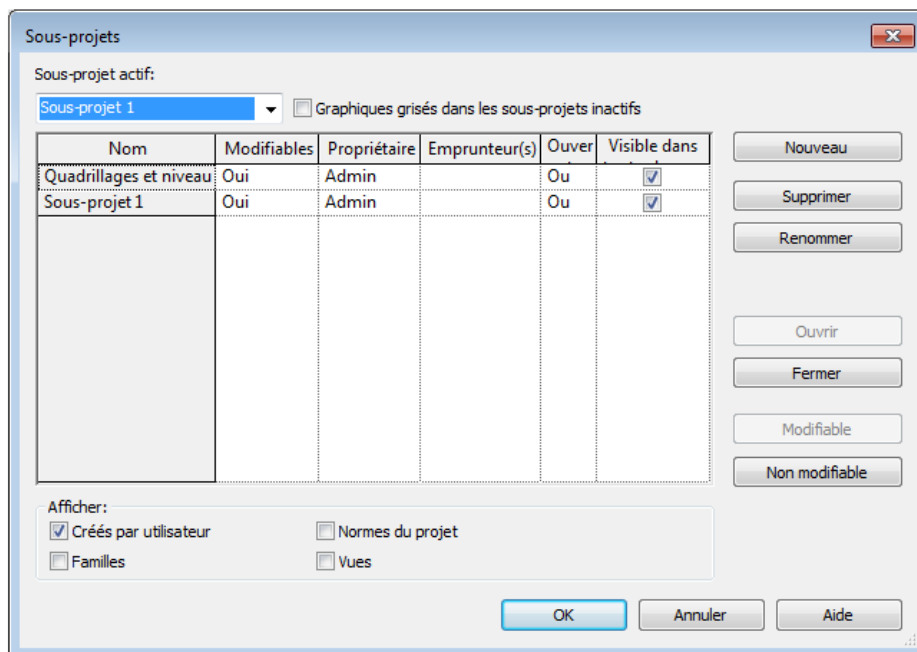 Sous-projets
Sous-projet actif:
Sous-projet 1
Graphiques grisés dans les sous-projets inactifs
Nom Modifiables Propriétaire Emprunteur(s) Ouver Visible dans
Quadrillages et niveau Oui Admin Ou
Sous-projet 1 Oui Admin Ou
Nouveau
Supprimer
Renommer
Ouvrir
Fermer
Modifiable
Non modifiable
Afficher:
Créés par utilisateur
Normes du projet
Familles
Vues
OK
Annuler
Aide